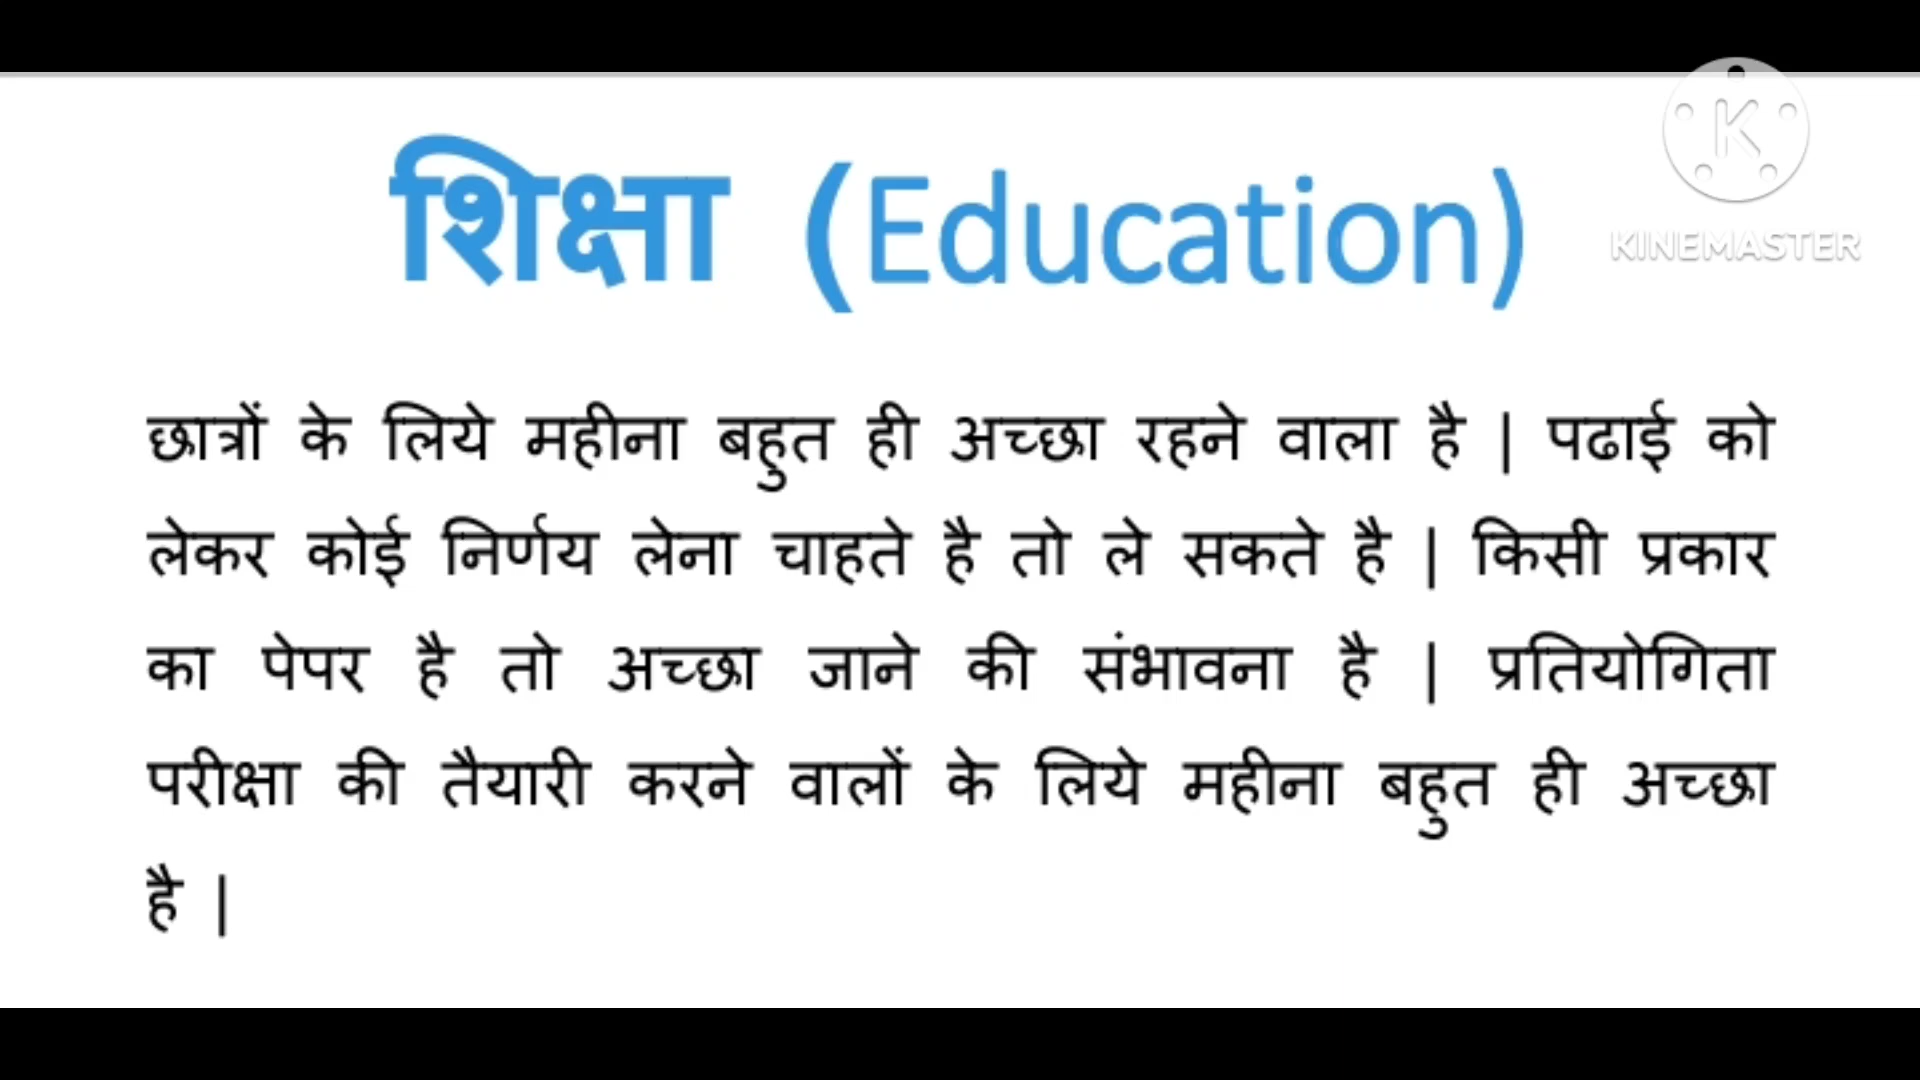 शिक्षा (Education)
KINEMASTER
छात्रों के लिये महीना बहुत ही अच्छा रहने वाला है | पढाई को
लेकर कोई निर्णय लेना चाहते है तो ले सकते है | किसी प्रकार
का पेपर है तो अच्छा जाने की संभावना है | प्रतियोगिता
परीक्षा की तैयारी करने वालों के लिये महीना बहुत ही अच्छा
है |